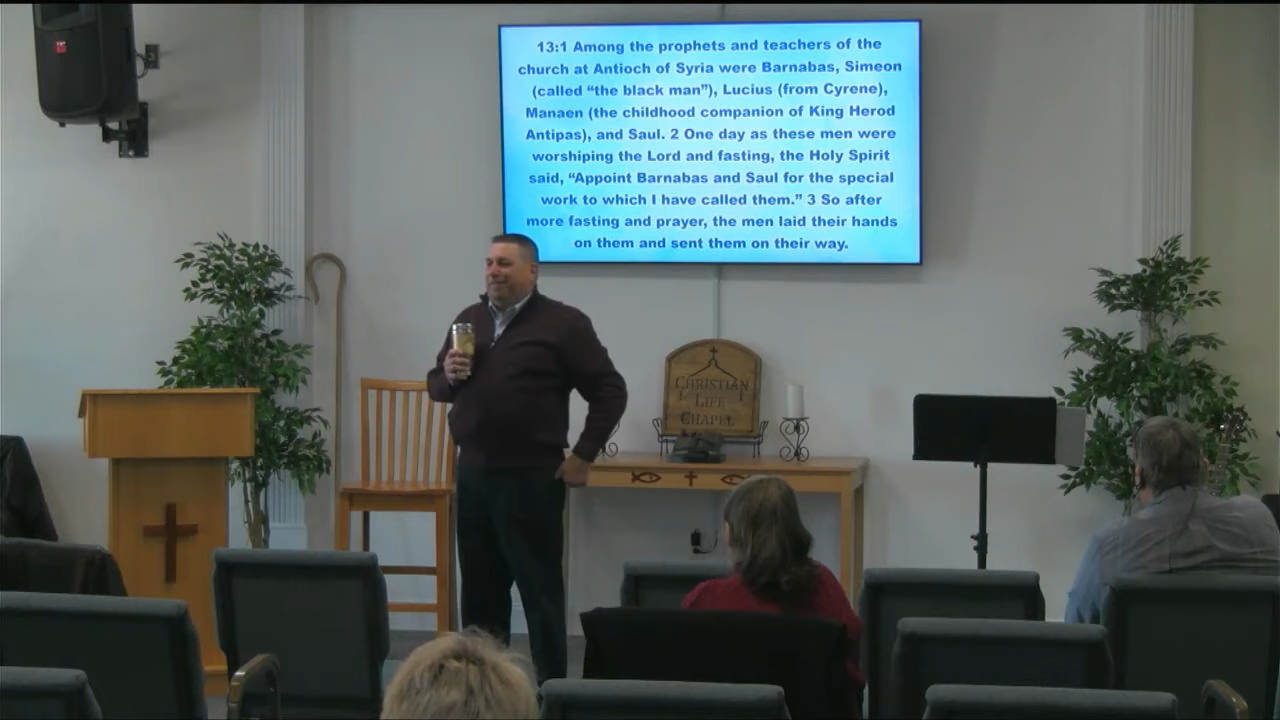 13:1 Among the prophets and teachers of the
church at Antioch of Syria were Barnabas, Simeon
(called “the black man”), Lucius (from Cyrene),
Manaen (the childhood companion of King Herod
Antipas), and Saul. 2 One day as these men were
worshiping the Lord and fasting, the Holy Spirit
said, “Appoint Barnabas and Saul for the special
work to which I have called them.” 3 So after
more fasting and prayer, the men laid their hands
on them and sent them on their way.
CHRISTIAN
LIFE
CHAPEL